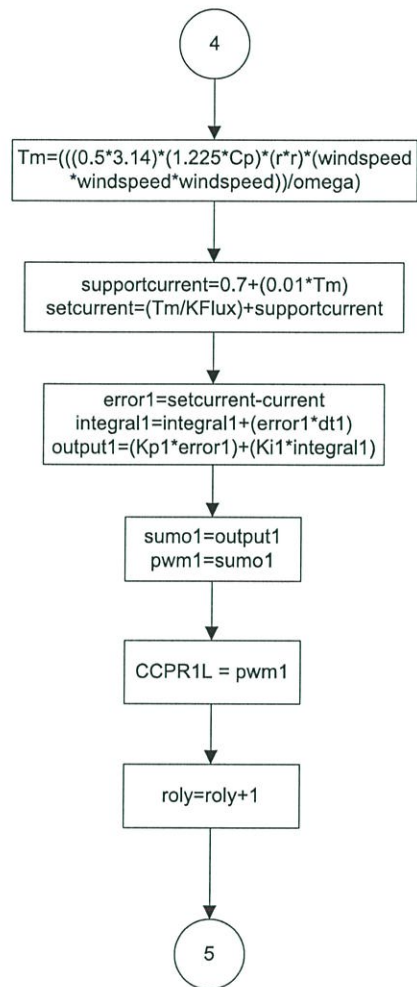 4
Tm=(((0.5*3.14)*(1.225*Cp)*(r*r)*(windspeed
*windspeed*windspeed))/omega)
supportcurrent=0.7+(0.01*Tm)
setcurrent=(Tm/KFlux)+supportcurrent
error1=setcurrent-current
integral1=integral1+(error1*dt1)
output1=(Kp1*error1)+(Ki1*integral1)
sumo1=output1
pwm1=sumo1
CCPR1L = pwm1
roly=roly+1
5